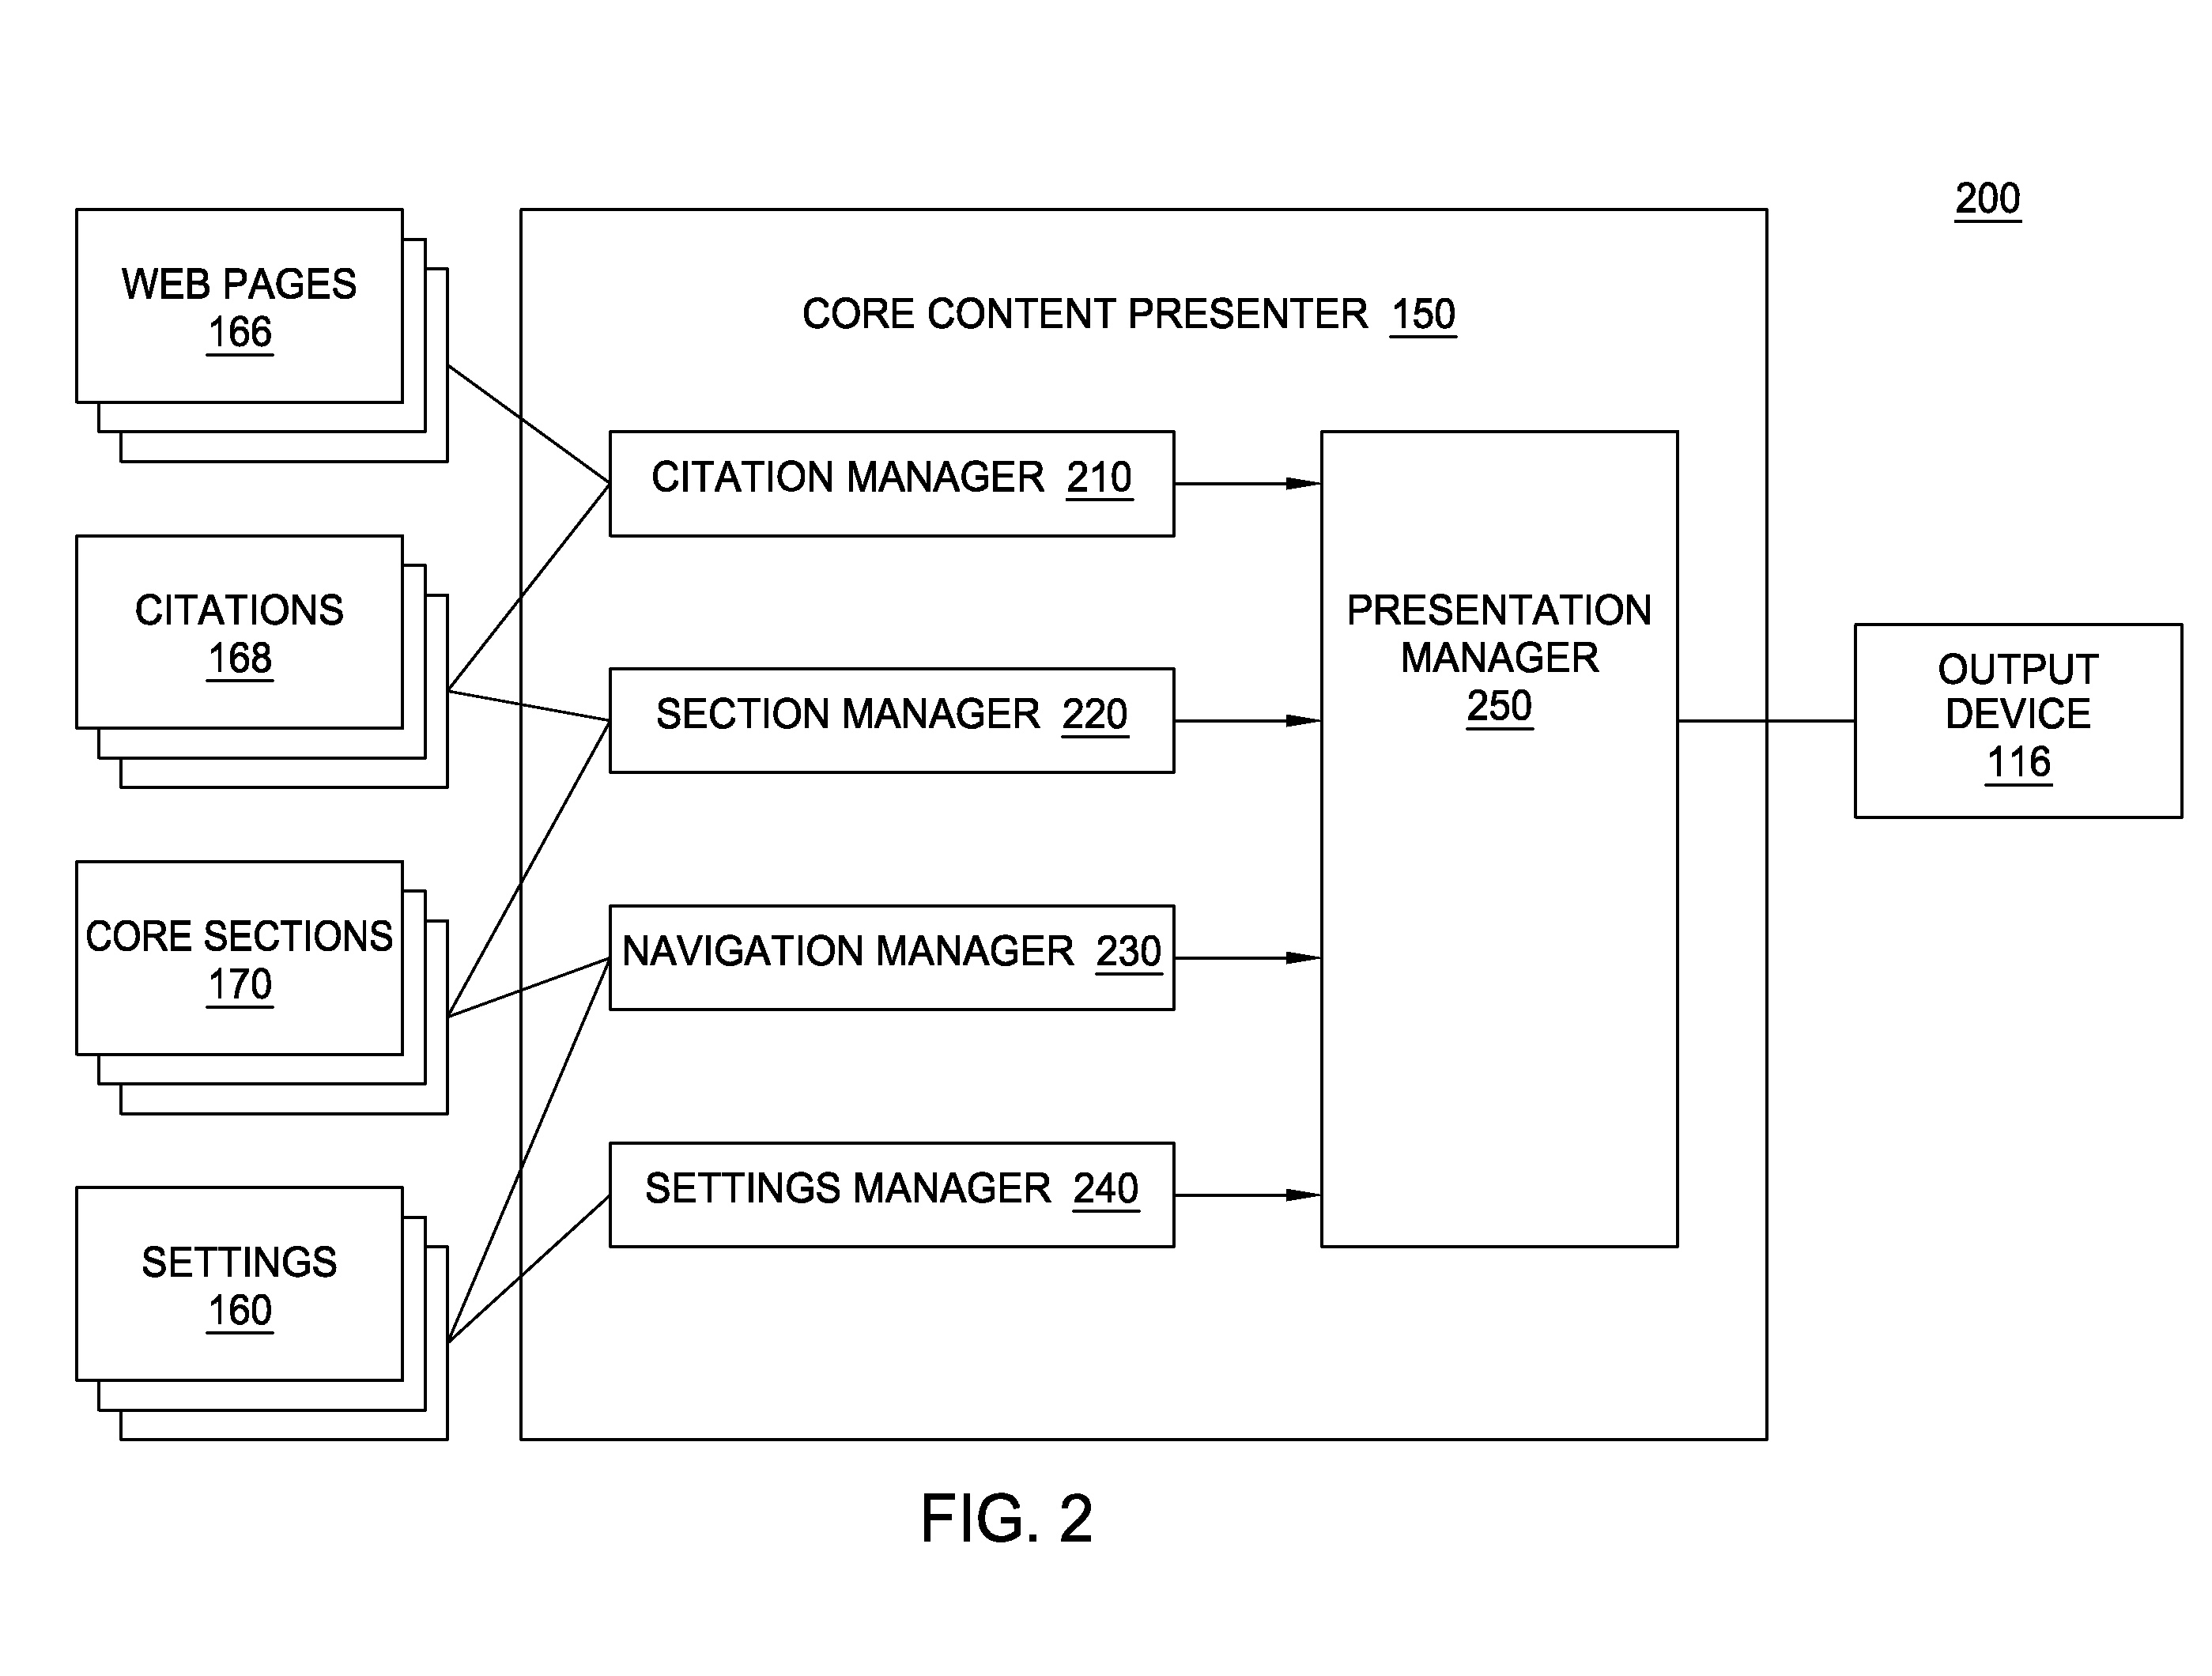 200
WEB PAGES
166
CITATIONS
168
CORE SECTIONS
170
SETTINGS
160
CORE CONTENT PRESENTER 150
CITATION MANAGER 210
SECTION MANAGER 220
NAVIGATION MANAGER 230
SETTINGS MANAGER 240
PRESENTATION
MANAGER
250
OUTPUT
DEVICE
116
FIG. 2